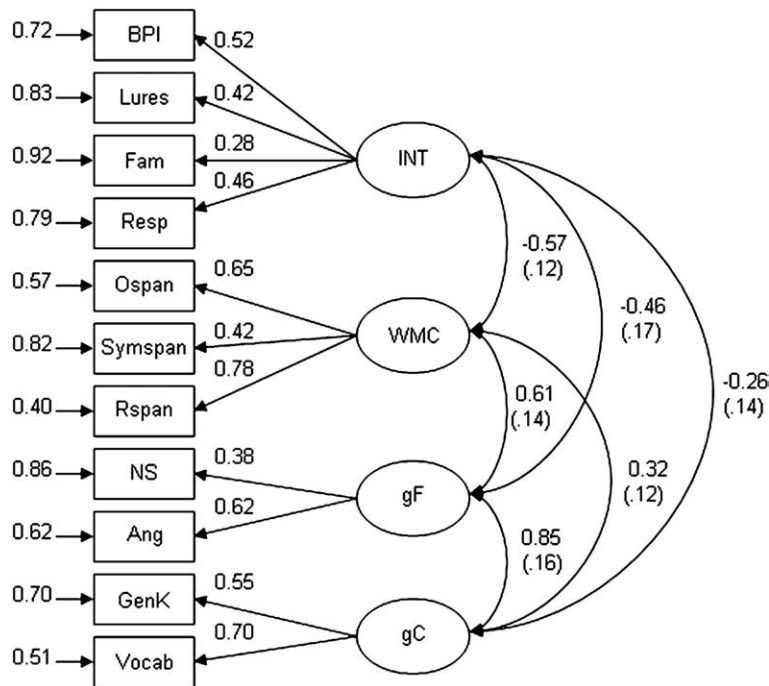 0.72 BPI 0.52
0.83 Lures 0.42
0.92 Fam 0.28
INT
0.79 Resp 0.46
-0.57
(.12)
0.57 Ospan 0.65
-0.46
(.17)
0.82 Symspan 0.42
WMC
0.40 Rspan 0.78
0.61
(.14)
-0.26
(.14)
0.86 NS 0.38
0.32
(.12)
gF
0.62 Ang 0.62
0.85
(.16)
0.70 GenK 0.55
gC
0.51 Vocab 0.70